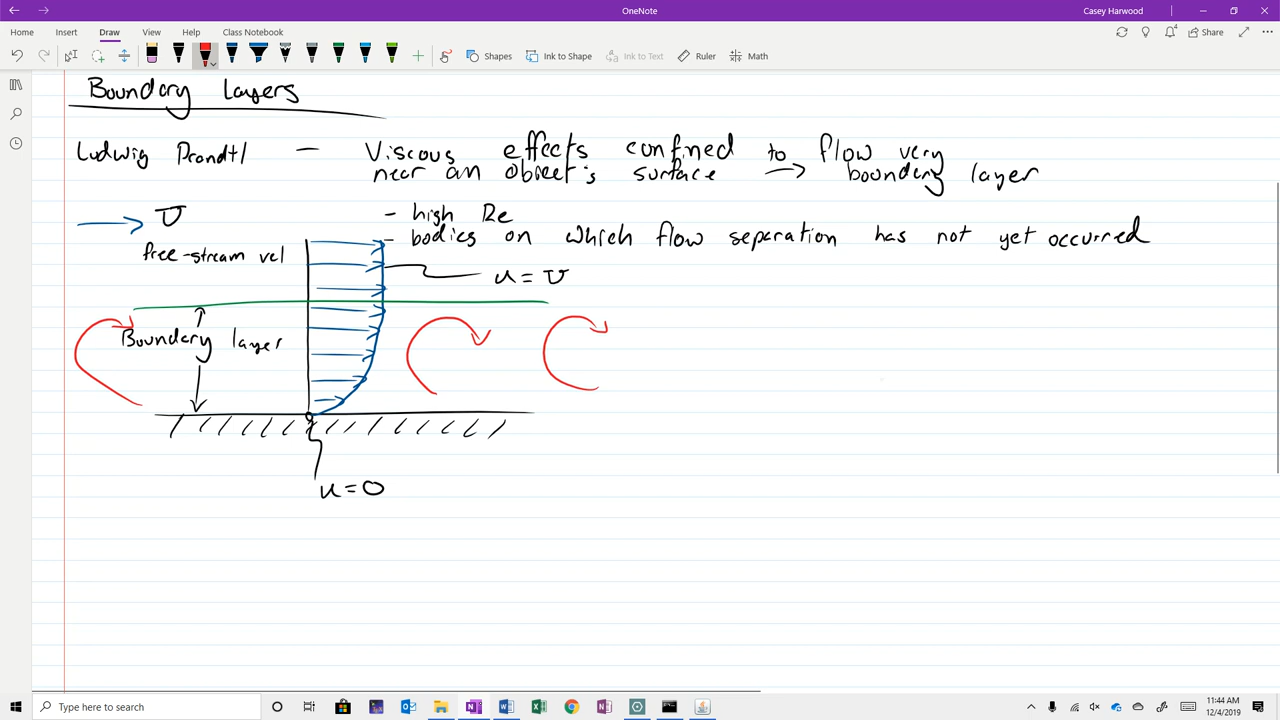 OneNote
Casey Harwood
Home Insert Draw View Help Class Notebook
Share
Shapes Ink to Shape Ink to Text Ruler Math
Boundary Layers
Ludwig Prandtl – Viscous effects confined to flow very
near an object's surface → boundary layer
U
free-stream vel
- high Re
- bodies on which flow separation has not yet occurred
u = U
Boundary layer
u = 0
Type here to search
11:44 AM
12/4/2019